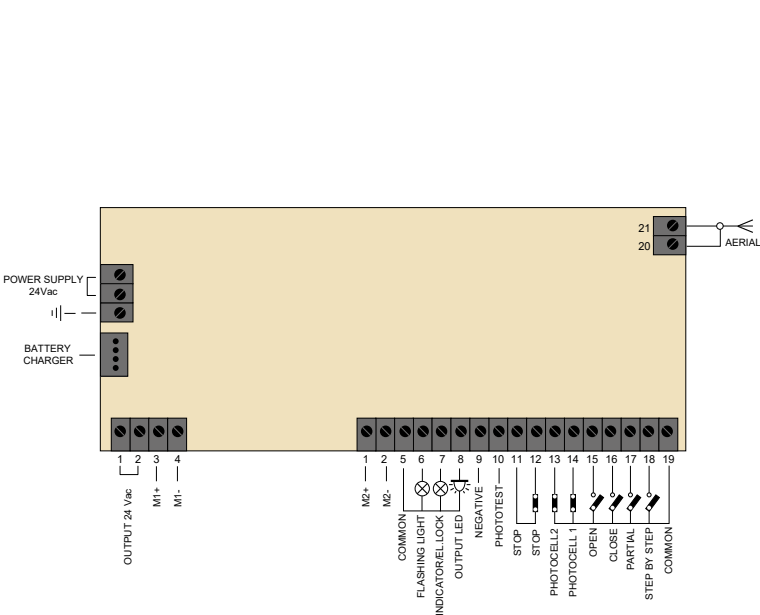 21
20
AERIAL
POWER SUPPLY
24Vac
BATTERY
CHARGER
1 2 3 4
1 2 5 6 7 8 9 10 11 12 13 14 15 16 17 18 19
OUTPUT 24 Vac
M1+
M1-
M2+
M2-
COMMON
FLASHING LIGHT
INDICATOR/EL.LOCK
OUTPUT LED
NEGATIVE
PHOTOTEST
STOP
STOP
PHOTOCELL2
PHOTOCELL 1
OPEN
CLOSE
PARTIAL
STEP BY STEP
COMMON